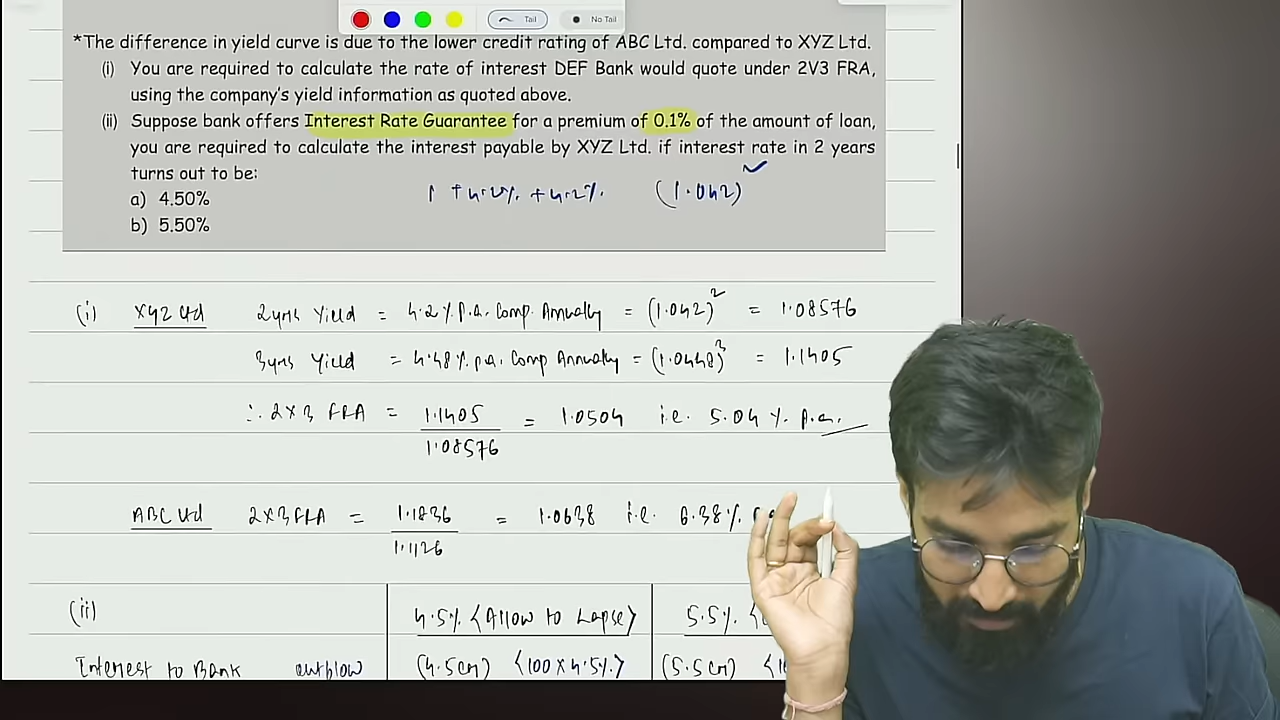 Tail
No Tail
*The difference in yield curve is due to the lower credit rating of ABC Ltd. compared to XYZ Ltd.
(i) You are required to calculate the rate of interest DEF Bank would quote under 2V3 FRA,
using the company's yield information as quoted above.
(ii) Suppose bank offers Interest Rate Guarantee for a premium of 0.1% of the amount of loan,
you are required to calculate the interest payable by XYZ Ltd. if interest rate in 2 years
turns out to be:
a) 4.50%
b) 5.50%
1 + 4.2% + 4.2% (1.042)
(i) XYZ Ltd 2yrs Yield = 4.2% p.a. Comp. Annually = (1.042)² = 1.08576
3yrs Yield = 4.48% p.a. Comp Annually = (1.0448)³ = 1.1405
∴ 2×3 FRA = 1.1405 / 1.08576 = 1.0504 i.e. 5.04 % p.a.
ABC Ltd 2×3 FRA = 1.1836 / 1.1126 = 1.0638 i.e. 6.38%
(ii) 4.5% <Allow to Lapse> 5.5%
Interest to Bank outflow (4.5cm) <100 x 4.5%> (5.5cm)